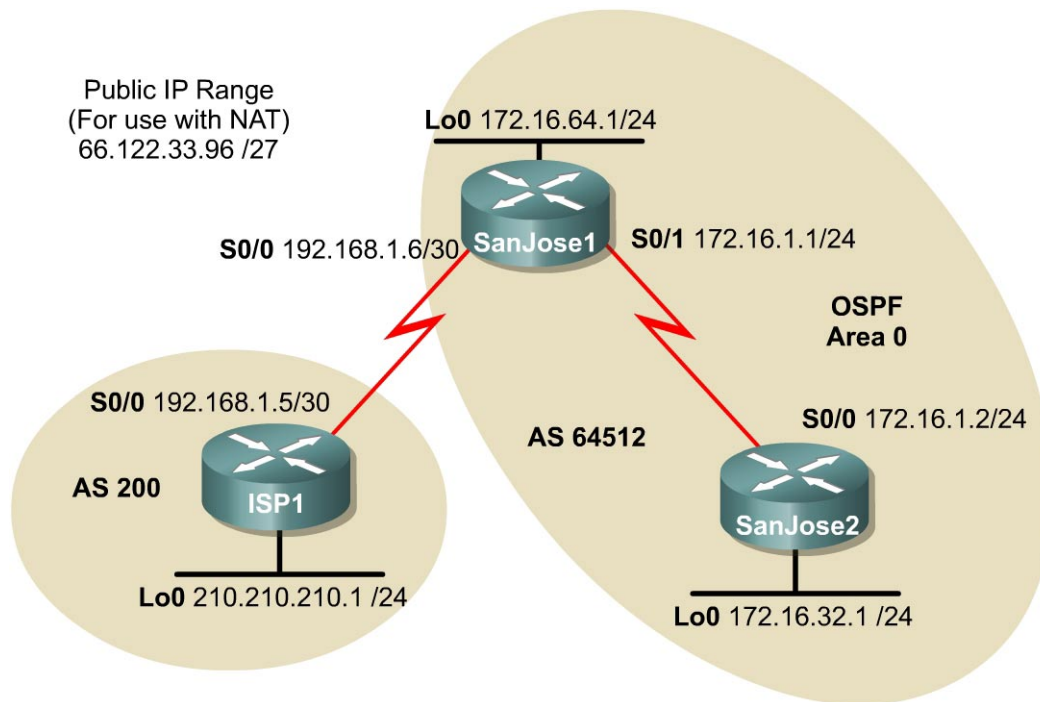 Public IP Range
(For use with NAT)
66.122.33.96 /27
Lo0 172.16.64.1/24
SanJose1
S0/0 192.168.1.6/30
S0/1 172.16.1.1/24
OSPF
Area 0
S0/0 192.168.1.5/30
AS 64512
S0/0 172.16.1.2/24
AS 200
ISP1
SanJose2
Lo0 210.210.210.1 /24
Lo0 172.16.32.1 /24